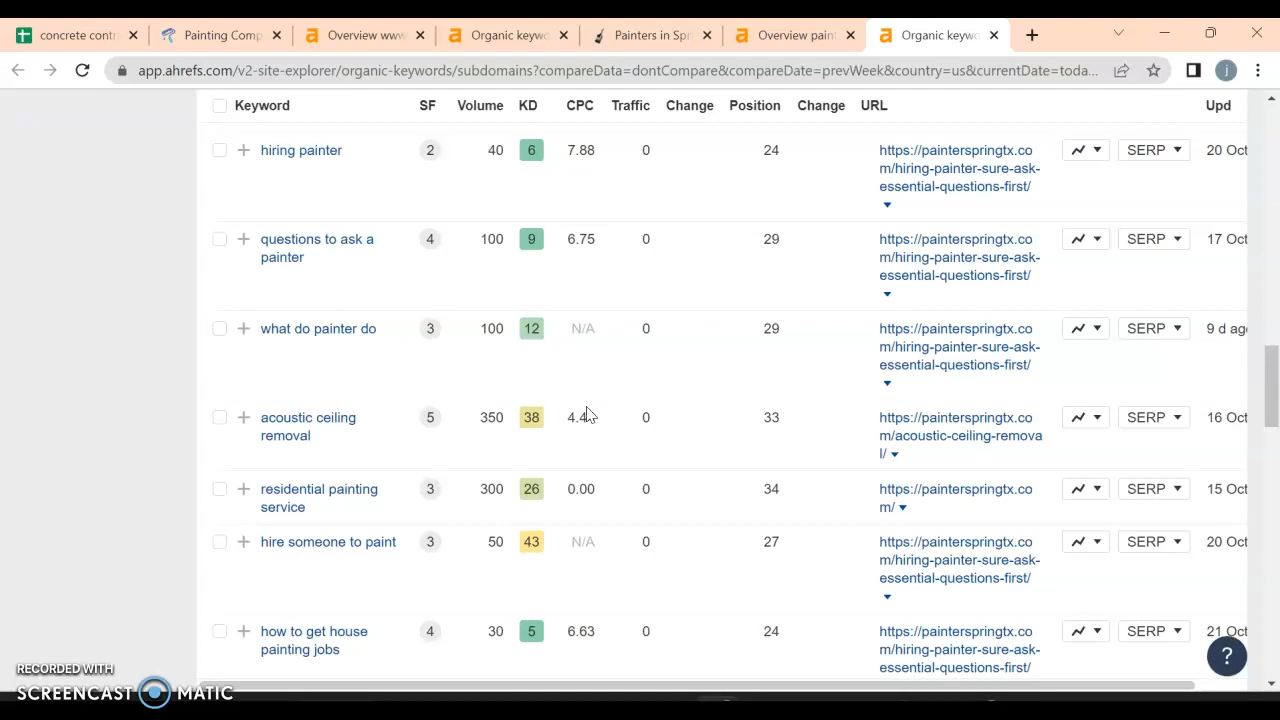 concrete contr
Painting Comp
Overview www
Organic keywo
Painters in Spri
Overview paint
Organic keywo
app.ahrefs.com/v2-site-explorer/organic-keywords/subdomains?compareData=dontCompare&compareDate=prevWeek&country=us&currentDate=toda...
j
Keyword SF Volume KD CPC Traffic Change Position Change URL Upd
hiring painter 2 40 6 7.88 0 24 https://painterspringtx.co SERP 20 Oct
m/hiring-painter-sure-ask-
essential-questions-first/
questions to ask a 4 100 9 6.75 0 29 https://painterspringtx.co SERP 17 Oct
painter m/hiring-painter-sure-ask-
essential-questions-first/
what do painter do 3 100 12 N/A 0 29 https://painterspringtx.co SERP 9 d ago
m/hiring-painter-sure-ask-
essential-questions-first/
acoustic ceiling 5 350 38 4.4 0 33 https://painterspringtx.co SERP 16 Oct
removal m/acoustic-ceiling-remova
l/
residential painting 3 300 26 0.00 0 34 https://painterspringtx.co SERP 15 Oct
service m/
hire someone to paint 3 50 43 N/A 0 27 https://painterspringtx.co SERP 20 Oct
m/hiring-painter-sure-ask-
essential-questions-first/
how to get house 4 30 5 6.63 0 24 https://painterspringtx.co SERP 21 Oct
painting jobs m/hiring-painter-sure-ask-
essential-questions-first/
?
RECORDED WITH
SCREENCAST MATIC